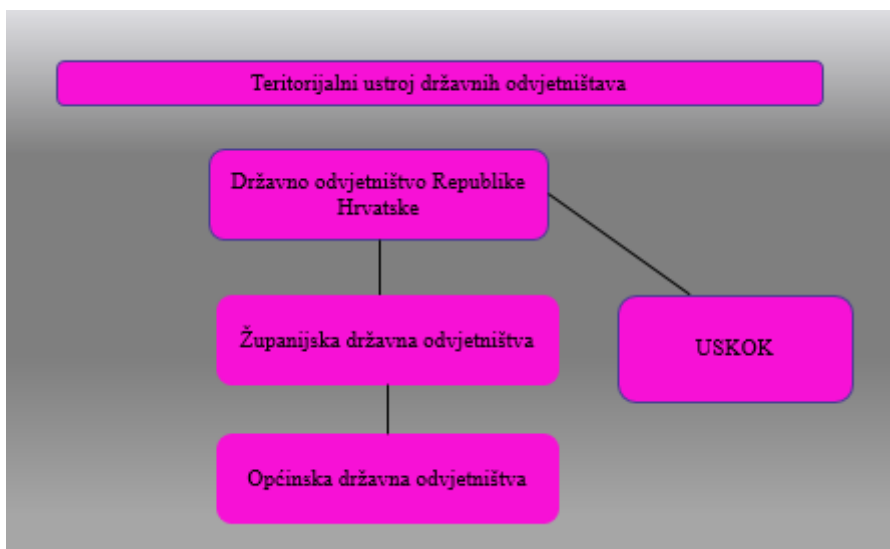 Teritorijalni ustroj državnih odvjetništava
Državno odvjetništvo Republike
Hrvatske
Županijska državna odvjetništva
USKOK
Općinska državna odvjetništva